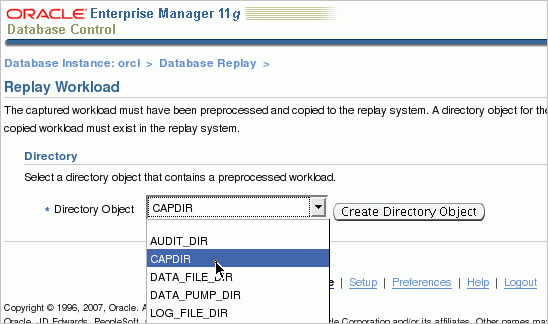 ORACLE Enterprise Manager 11g
Database Control
Database Instance: orcl > Database Replay >
Replay Workload
The captured workload must have been preprocessed and copied to the replay system. A directory object for the
copied workload must exist in the replay system.
Directory
Select a directory object that contains a preprocessed workload.
* Directory Object CAPDIR Create Directory Object
AUDIT_DIR
CAPDIR
DATA_FILE_DIR
DATA_PUMP_DIR
LOG_FILE_DIR
| Setup | Preferences | Help | Logout
Copyright © 1996, 2007, Oracle.
Oracle, JD Edwards, PeopleSoft, Corporation and/or its affiliates. Other names may